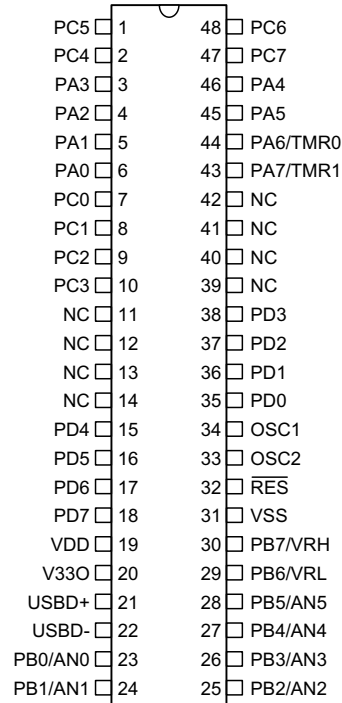 PC5 1 48 PC6
PC4 2 47 PC7
PA3 3 46 PA4
PA2 4 45 PA5
PA1 5 44 PA6/TMR0
PA0 6 43 PA7/TMR1
PC0 7 42 NC
PC1 8 41 NC
PC2 9 40 NC
PC3 10 39 NC
NC 11 38 PD3
NC 12 37 PD2
NC 13 36 PD1
NC 14 35 PD0
PD4 15 34 OSC1
PD5 16 33 OSC2
PD6 17 32 RES
PD7 18 31 VSS
VDD 19 30 PB7/VRH
V33O 20 29 PB6/VRL
USBD+ 21 28 PB5/AN5
USBD- 22 27 PB4/AN4
PB0/AN0 23 26 PB3/AN3
PB1/AN1 24 25 PB2/AN2